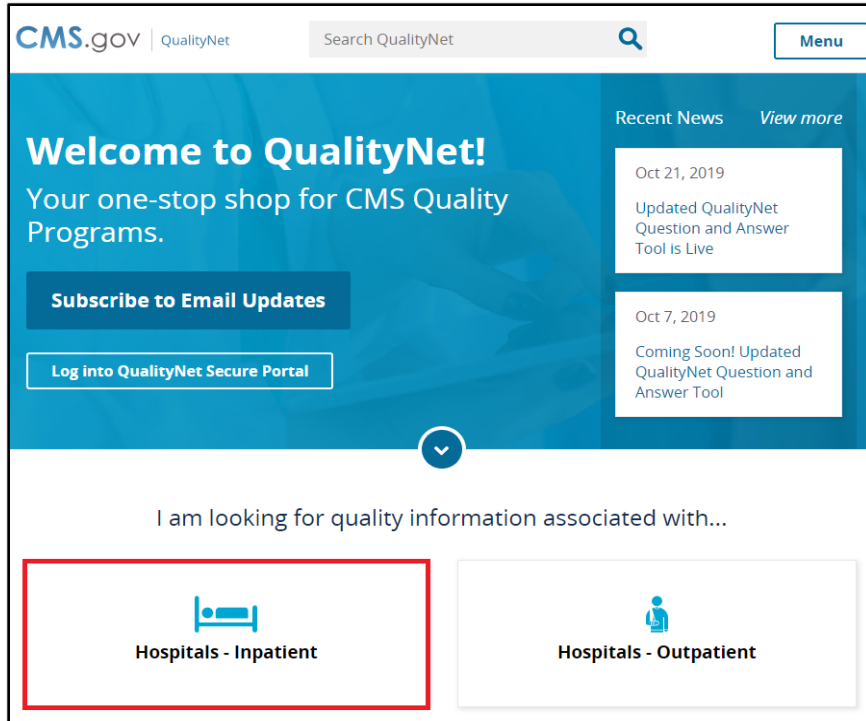 CMS.gov QualityNet
Search QualityNet
Menu
Welcome to QualityNet!
Your one-stop shop for CMS Quality
Programs.
Subscribe to Email Updates
Log into QualityNet Secure Portal
Recent News View more
Oct 21, 2019
Updated QualityNet
Question and Answer
Tool is Live
Oct 7, 2019
Coming Soon! Updated
QualityNet Question and
Answer Tool
I am looking for quality information associated with...
Hospitals - Inpatient
Hospitals - Outpatient